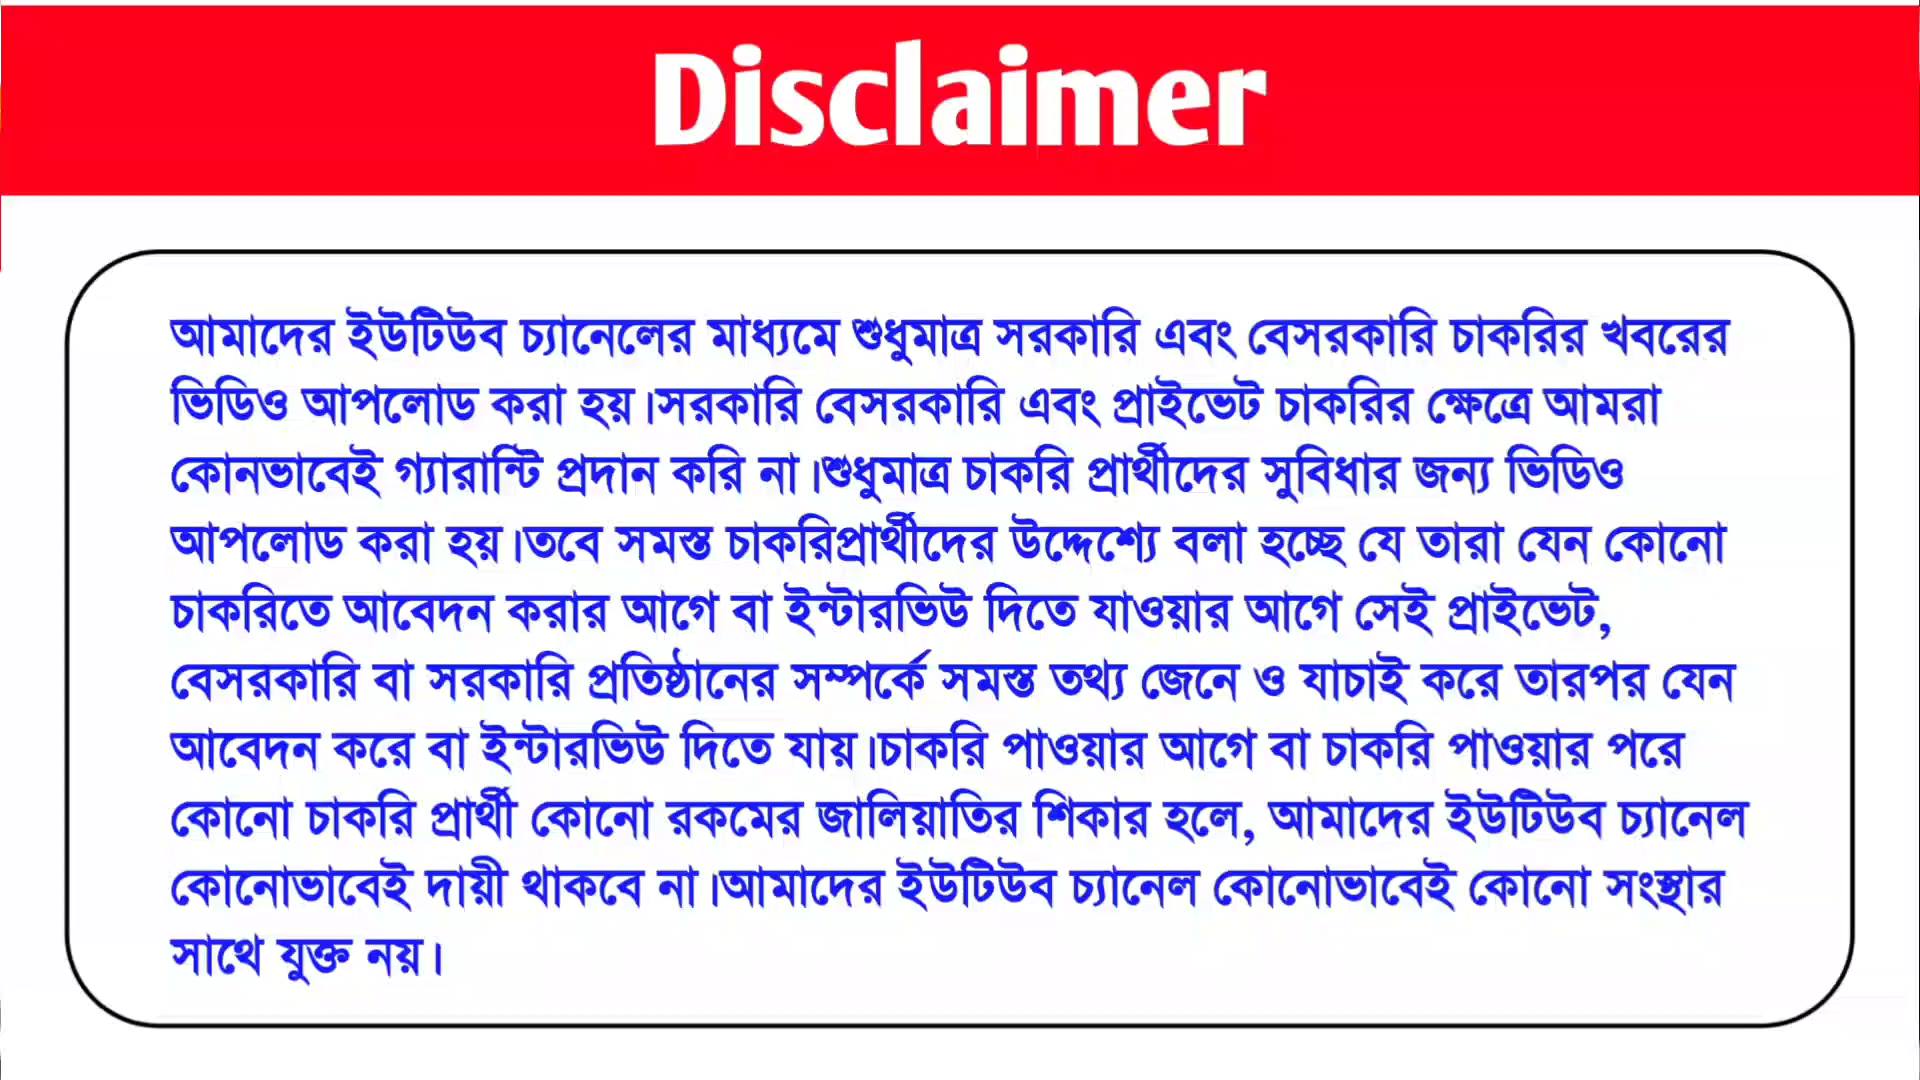 Disclaimer
আমাদের ইউটিউব চ্যানেলের মাধ্যমে শুধুমাত্র সরকারি এবং বেসরকারি চাকরির খবরের
ভিডিও আপলোড করা হয়।সরকারি বেসরকারি এবং প্রাইভেট চাকরির ক্ষেত্রে আমরা
কোনভাবেই গ্যারান্টি প্রদান করি না।শুধুমাত্র চাকরি প্রার্থীদের সুবিধার জন্য ভিডিও
আপলোড করা হয়।তবে সমস্ত চাকরিপ্রার্থীদের উদ্দেশ্যে বলা হচ্ছে যে তারা যেন কোনো
চাকরিতে আবেদন করার আগে বা ইন্টারভিউ দিতে যাওয়ার আগে সেই প্রাইভেট,
বেসরকারি বা সরকারি প্রতিষ্ঠানের সম্পর্কে সমস্ত তথ্য জেনে ও যাচাই করে তারপর যেন
আবেদন করে বা ইন্টারভিউ দিতে যায়।চাকরি পাওয়ার আগে বা চাকরি পাওয়ার পরে
কোনো চাকরি প্রার্থী কোনো রকমের জালিয়াতির শিকার হলে, আমাদের ইউটিউব চ্যানেল
কোনোভাবেই দায়ী থাকবে না।আমাদের ইউটিউব চ্যানেল কোনোভাবেই কোনো সংস্থার
সাথে যুক্ত নয়।